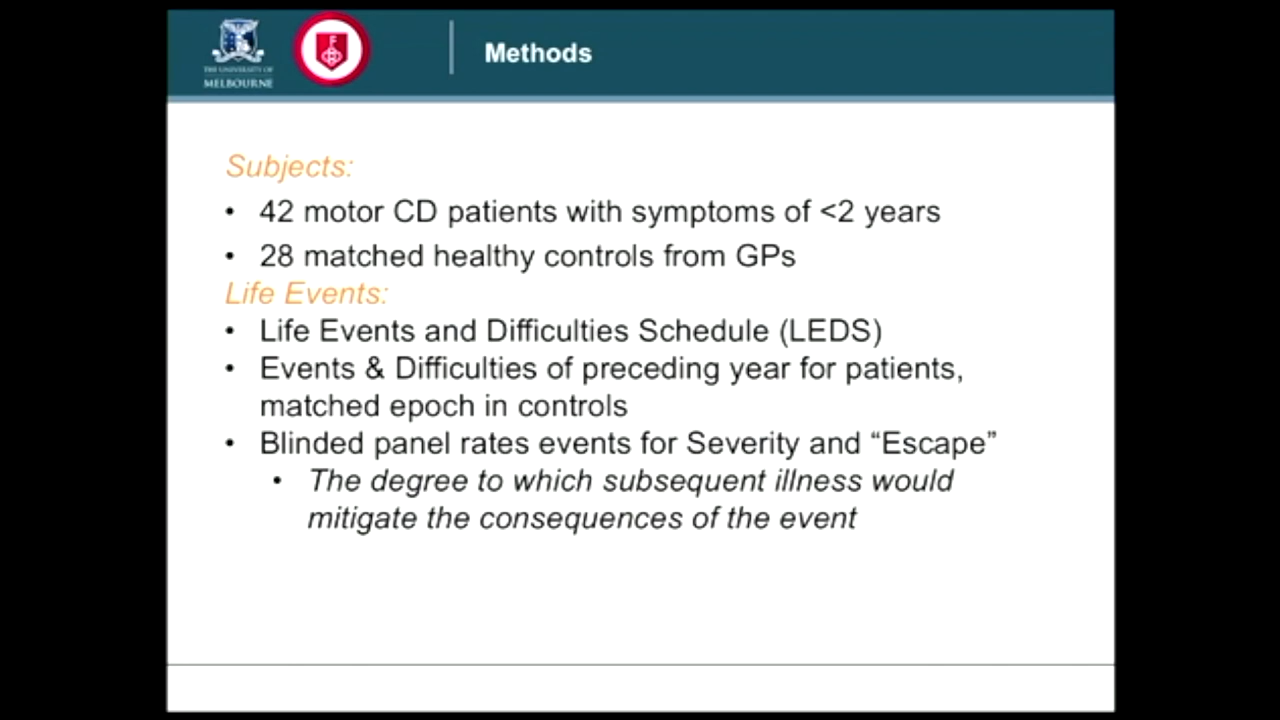 THE UNIVERSITY OF
MELBOURNE
Methods
Subjects:
• 42 motor CD patients with symptoms of <2 years
• 28 matched healthy controls from GPs
Life Events:
• Life Events and Difficulties Schedule (LEDS)
• Events & Difficulties of preceding year for patients,
matched epoch in controls
• Blinded panel rates events for Severity and “Escape”
• The degree to which subsequent illness would
mitigate the consequences of the event